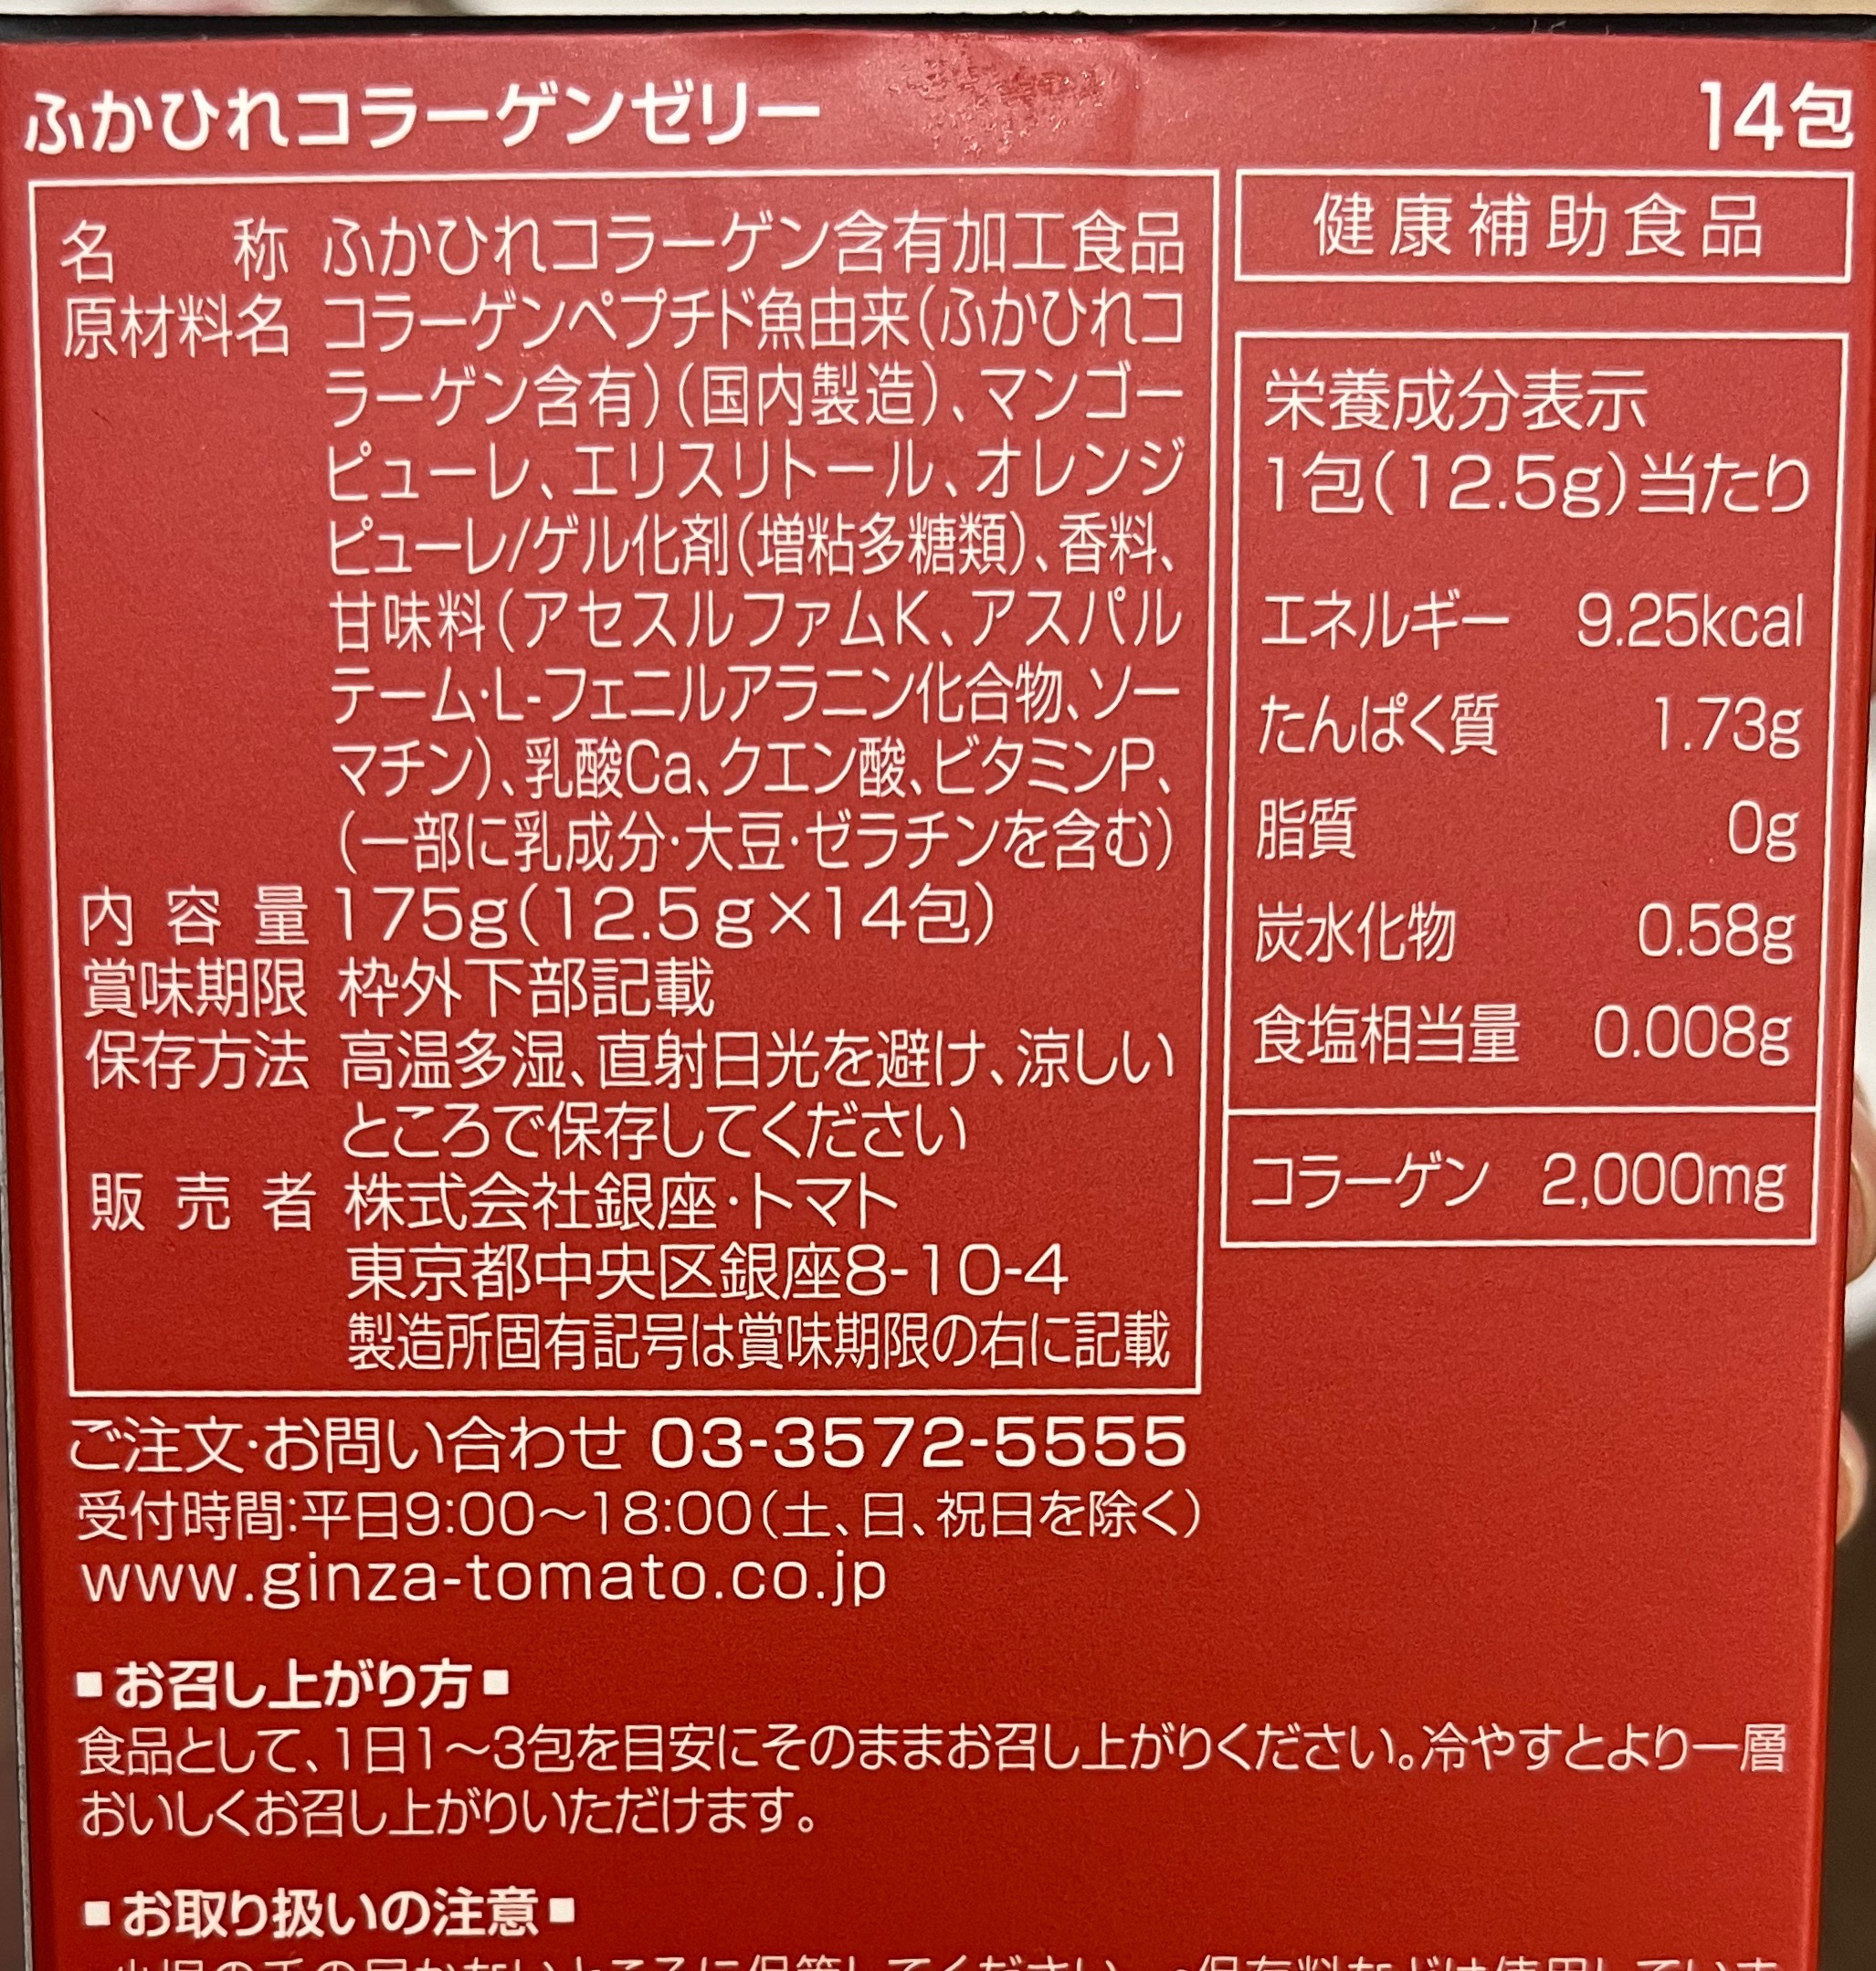 ふかひれコラーゲンゼリー 14包
名称 ふかひれコラーゲン含有加工食品
原材料名 コラーゲンペプチド魚由来(ふかひれコ
ラーゲン含有)(国内製造)、マンゴー
ピューレ、エリスリトール、オレンジ
ピューレ/ゲル化剤(増粘多糖類)、香料、
甘味料(アセスルファムK、アスパル
テーム・L-フェニルアラニン化合物、ソー
マチン)、乳酸Ca、クエン酸、ビタミンP、
(一部に乳成分・大豆・ゼラチンを含む)
内容量 175g(12.5g×14包)
賞味期限 枠外下部記載
保存方法 高温多湿、直射日光を避け、涼しい
ところで保存してください
販売者 株式会社銀座・トマト
東京都中央区銀座8-10-4
製造所固有記号は賞味期限の右に記載
健康補助食品
栄養成分表示
1包(12.5g)当たり
エネルギー 9.25kcal
たんぱく質 1.73g
脂質 0g
炭水化物 0.58g
食塩相当量 0.008g
コラーゲン 2,000mg
ご注文・お問い合わせ 03-3572-5555
受付時間:平日9:00〜18:00(土、日、祝日を除く)
www.ginza-tomato.co.jp
■お召し上がり方■
食品として、1日1〜3包を目安にそのままお召し上がりください。冷やすとより一層
おいしくお召し上がりいただけます。
■お取り扱いの注意■